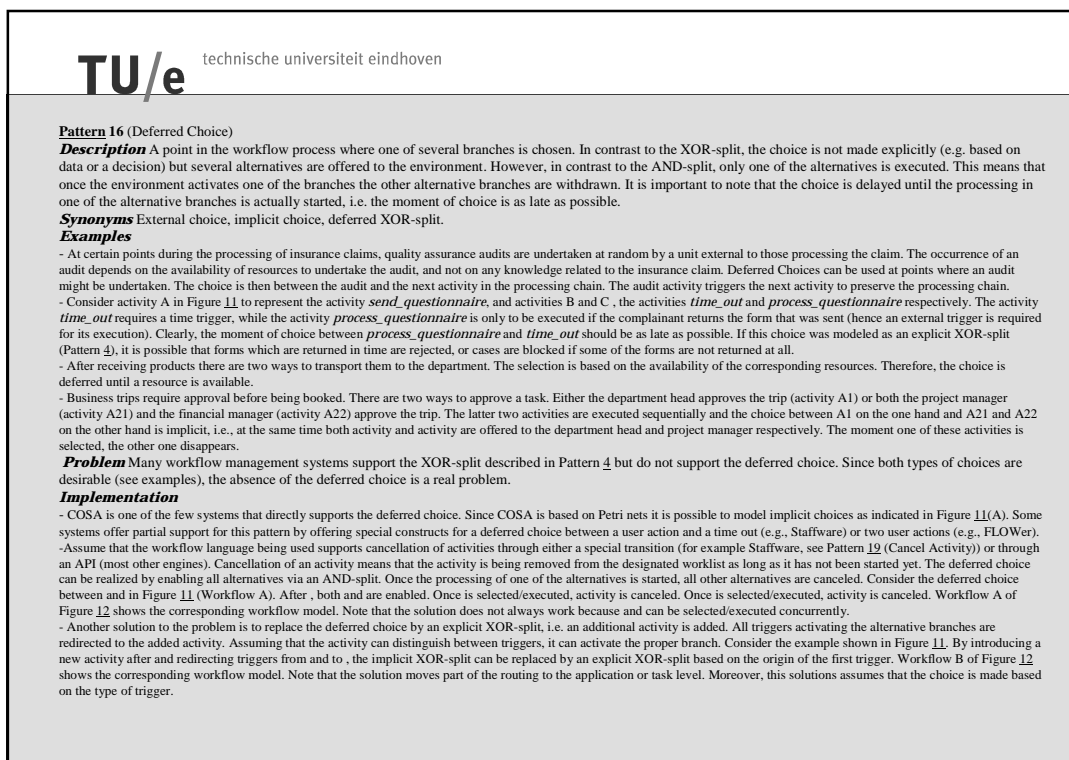 TU/e technische universiteit eindhoven
Pattern 16 (Deferred Choice)
Description A point in the workflow process where one of several branches is chosen. In contrast to the XOR-split, the choice is not made explicitly (e.g. based on
data or a decision) but several alternatives are offered to the environment. However, in contrast to the AND-split, only one of the alternatives is executed. This means that
once the environment activates one of the branches the other alternative branches are withdrawn. It is important to note that the choice is delayed until the processing in
one of the alternative branches is actually started, i.e. the moment of choice is as late as possible.
Synonyms External choice, implicit choice, deferred XOR-split.
Examples
- At certain points during the processing of insurance claims, quality assurance audits are undertaken at random by a unit external to those processing the claim. The occurrence of an
audit depends on the availability of resources to undertake the audit, and not on any knowledge related to the insurance claim. Deferred Choices can be used at points where an audit
might be undertaken. The choice is then between the audit and the next activity in the processing chain. The audit activity triggers the next activity to preserve the processing chain.
- Consider activity A in Figure 11 to represent the activity send_questionnaire, and activities B and C , the activities time_out and process_questionnaire respectively. The activity
time_out requires a time trigger, while the activity process_questionnaire is only to be executed if the complainant returns the form that was sent (hence an external trigger is required
for its execution). Clearly, the moment of choice between process_questionnaire and time_out should be as late as possible. If this choice was modeled as an explicit XOR-split
(Pattern 4), it is possible that forms which are returned in time are rejected, or cases are blocked if some of the forms are not returned at all.
- After receiving products there are two ways to transport them to the department. The selection is based on the availability of the corresponding resources. Therefore, the choice is
deferred until a resource is available.
- Business trips require approval before being booked. There are two ways to approve a task. Either the department head approves the trip (activity A1) or both the project manager
(activity A21) and the financial manager (activity A22) approve the trip. The latter two activities are executed sequentially and the choice between A1 on the one hand and A21 and A22
on the other hand is implicit, i.e., at the same time both activity and activity are offered to the department head and project manager respectively. The moment one of these activities is
selected, the other one disappears.
Problem Many workflow management systems support the XOR-split described in Pattern 4 but do not support the deferred choice. Since both types of choices are
desirable (see examples), the absence of the deferred choice is a real problem.
Implementation
- COSA is one of the few systems that directly supports the deferred choice. Since COSA is based on Petri nets it is possible to model implicit choices as indicated in Figure 11(A). Some
systems offer partial support for this pattern by offering special constructs for a deferred choice between a user action and a time out (e.g., Staffware) or two user actions (e.g., FLOWer).
-Assume that the workflow language being used supports cancellation of activities through either a special transition (for example Staffware, see Pattern 19 (Cancel Activity)) or through
an API (most other engines). Cancellation of an activity means that the activity is being removed from the designated worklist as long as it has not been started yet. The deferred choice
can be realized by enabling all alternatives via an AND-split. Once the processing of one of the alternatives is started, all other alternatives are canceled. Consider the deferred choice
between and in Figure 11 (Workflow A). After , both and are enabled. Once is selected/executed, activity is canceled. Once is selected/executed, activity is canceled. Workflow A of
Figure 12 shows the corresponding workflow model. Note that the solution does not always work because and can be selected/executed concurrently.
- Another solution to the problem is to replace the deferred choice by an explicit XOR-split, i.e. an additional activity is added. All triggers activating the alternative branches are
redirected to the added activity. Assuming that the activity can distinguish between triggers, it can activate the proper branch. Consider the example shown in Figure 11. By introducing a
new activity after and redirecting triggers from and to , the implicit XOR-split can be replaced by an explicit XOR-split based on the origin of the first trigger. Workflow B of Figure 12
shows the corresponding workflow model. Note that the solution moves part of the routing to the application or task level. Moreover, this solutions assumes that the choice is made based
on the type of trigger.